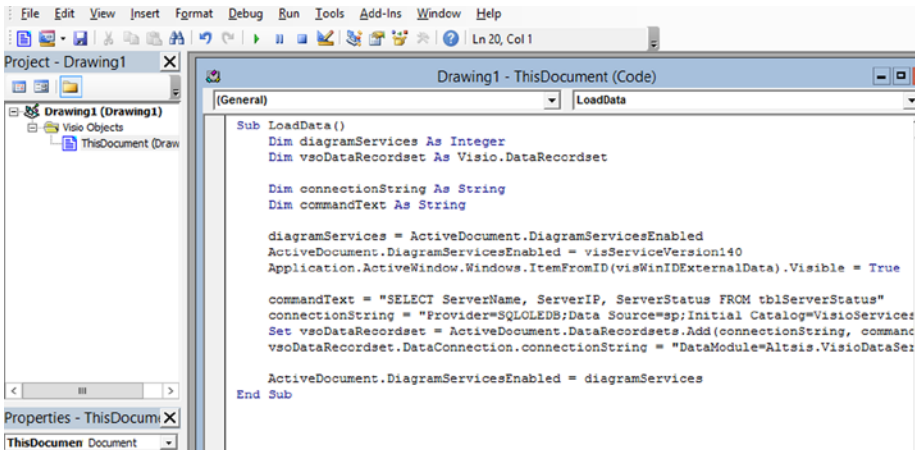 File Edit View Insert Format Debug Run Tools Add-Ins Window Help
Ln 20, Col 1
Project - Drawing1
Drawing1 (Drawing1)
Visio Objects
ThisDocument (Draw
Properties - ThisDocum
ThisDocumen Document
Drawing1 - ThisDocument (Code)
(General) LoadData
Sub LoadData()
Dim diagramServices As Integer
Dim vsoDataRecordset As Visio.DataRecordset
Dim connectionString As String
Dim commandText As String
diagramServices = ActiveDocument.DiagramServicesEnabled
ActiveDocument.DiagramServicesEnabled = visServiceVersion140
Application.ActiveWindow.Windows.ItemFromID(visWinIDExternalData).Visible = True
commandText = "SELECT ServerName, ServerIP, ServerStatus FROM tblServerStatus"
connectionString = "Provider=SQLOLEDB;Data Source=sp;Initial Catalog=VisioServices
Set vsoDataRecordset = ActiveDocument.DataRecordsets.Add(connectionString, command
vsoDataRecordset.DataConnection.connectionString = "DataModule=Altsis.VisioDataSer
ActiveDocument.DiagramServicesEnabled = diagramServices
End Sub